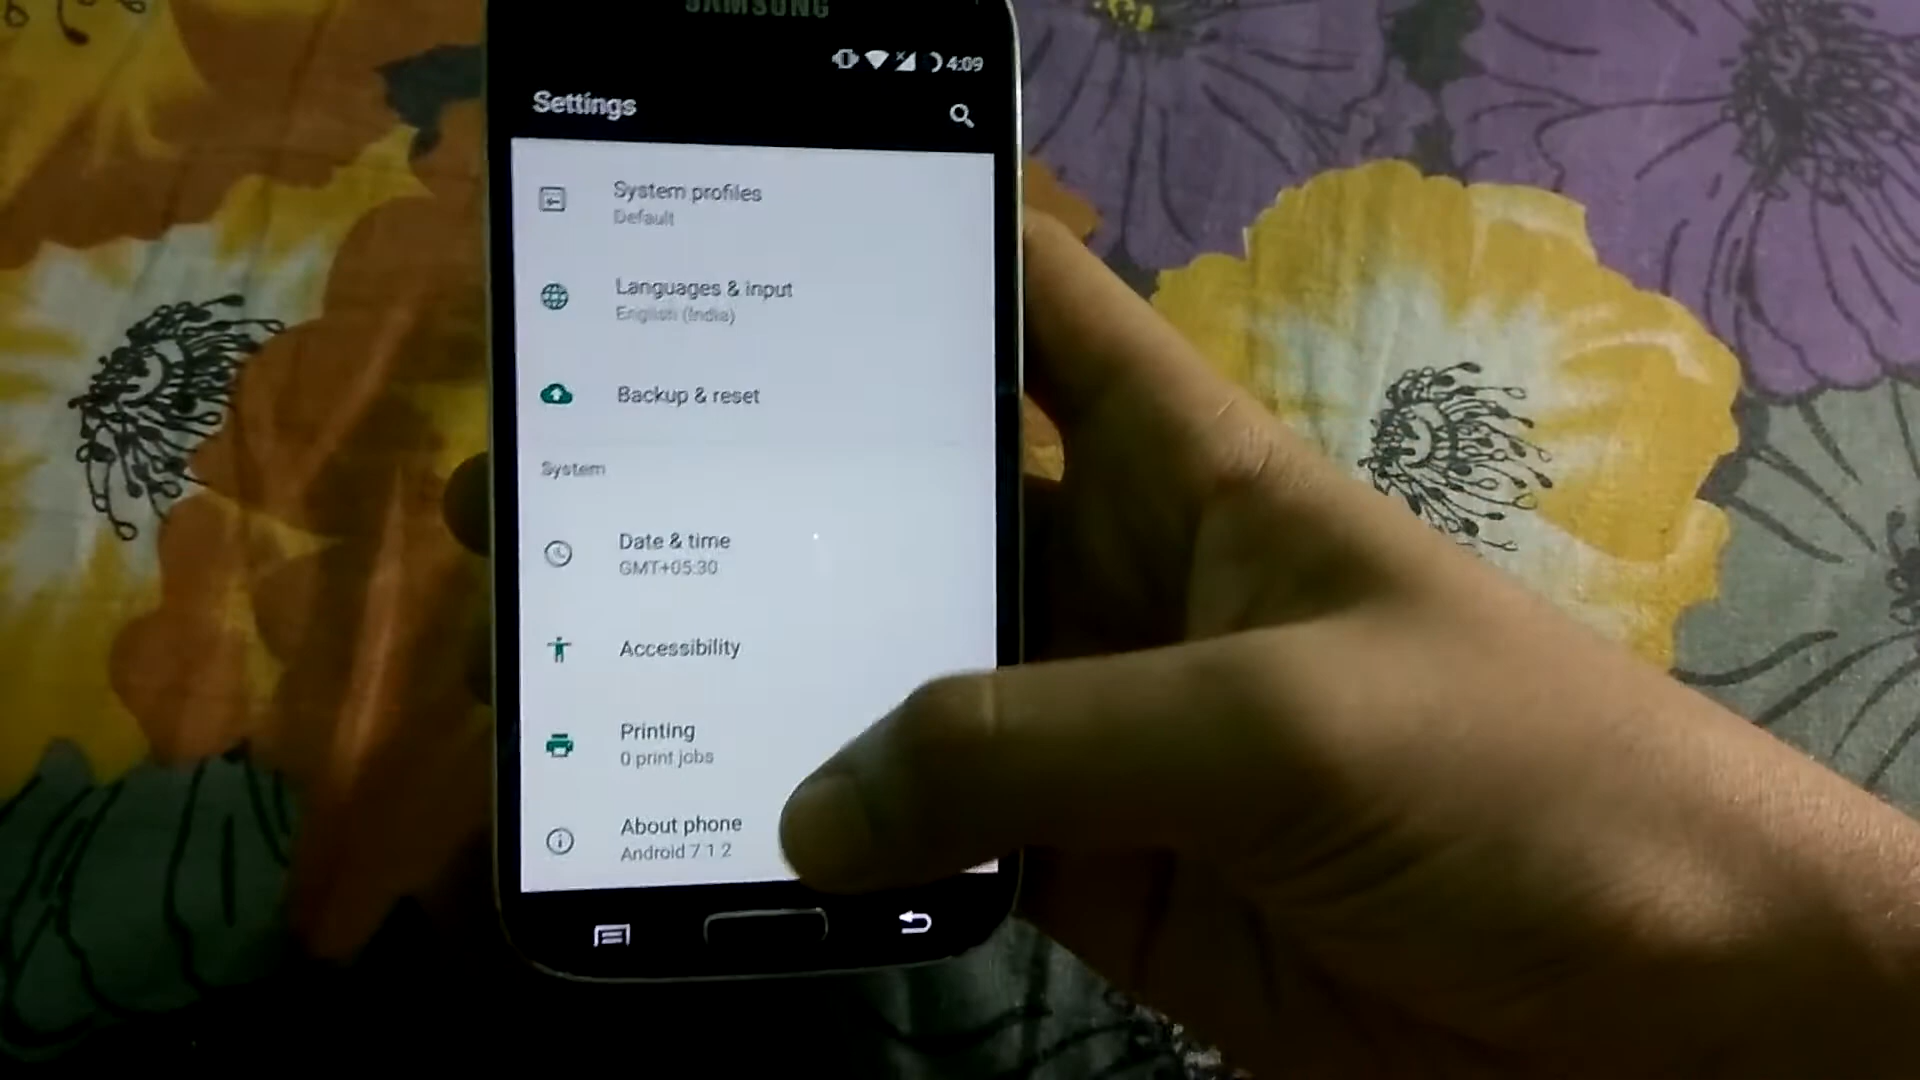 SAMSUNG
4:09
Settings
System profiles
Default
Languages & input
English (India)
Backup & reset
System
Date & time
GMT+05:30
Accessibility
Printing
0 print jobs
About phone
Android 7 1 2